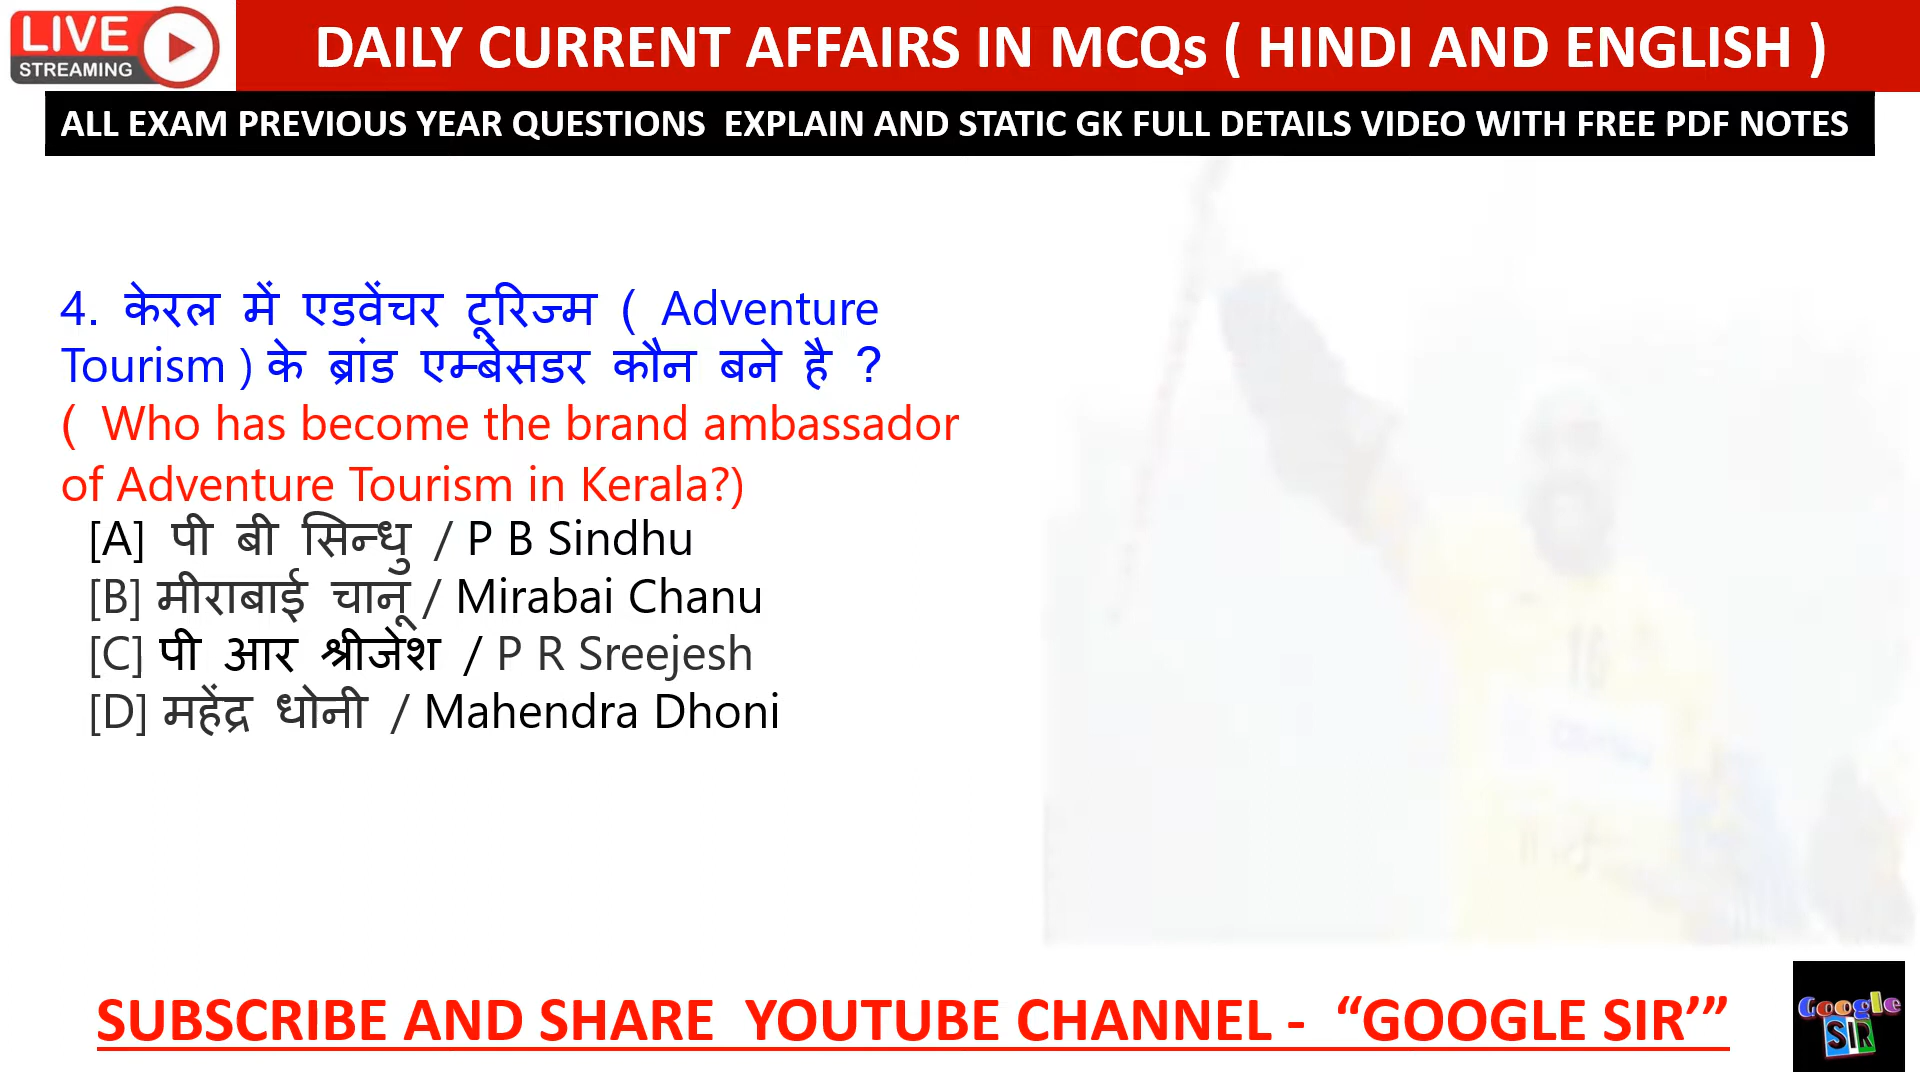 LIVE
STREAMING
DAILY CURRENT AFFAIRS IN MCQs ( HINDI AND ENGLISH )
ALL EXAM PREVIOUS YEAR QUESTIONS EXPLAIN AND STATIC GK FULL DETAILS VIDEO WITH FREE PDF NOTES
4. केरल में एडवेंचर टूरिज्म ( Adventure
Tourism ) के ब्रांड एम्बेसडर कौन बने है ?
( Who has become the brand ambassador
of Adventure Tourism in Kerala?)
[A] पी बी सिन्धु / P B Sindhu
[B] मीराबाई चानू / Mirabai Chanu
[C] पी आर श्रीजेश / P R Sreejesh
[D] महेंद्र धोनी / Mahendra Dhoni
16
SUBSCRIBE AND SHARE YOUTUBE CHANNEL - “GOOGLE SIR’”
Google
SIR